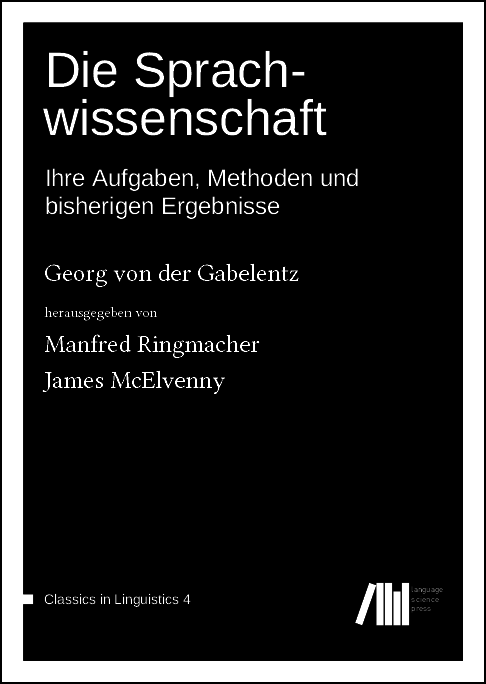 Die Sprach-
wissenschaft
Ihre Aufgaben, Methoden und
bisherigen Ergebnisse
Georg von der Gabelentz
herausgegeben von
Manfred Ringmacher
James McElvenny
Classics in Linguistics 4
language
science
press